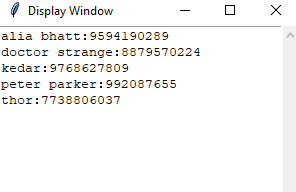 Display Window
alia bhatt:9594190289
doctor strange:8879570224
kedar:9768627809
peter parker:992087655
thor:7738806037